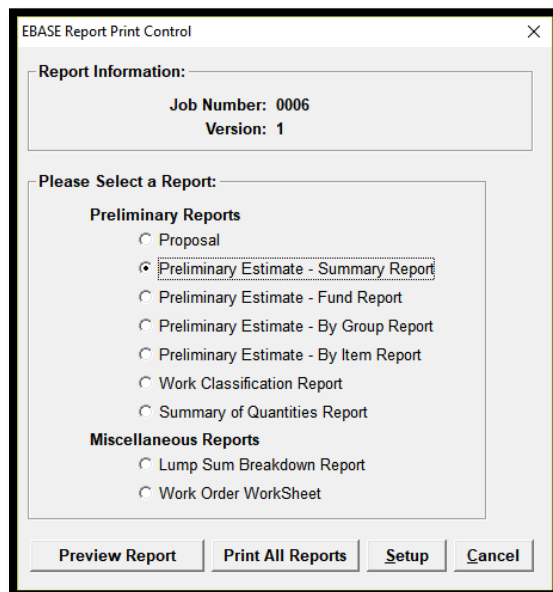 EBASE Report Print Control
Report Information:
Job Number: 0006
Version: 1
Please Select a Report:
Preliminary Reports
Proposal
Preliminary Estimate - Summary Report
Preliminary Estimate - Fund Report
Preliminary Estimate - By Group Report
Preliminary Estimate - By Item Report
Work Classification Report
Summary of Quantities Report
Miscellaneous Reports
Lump Sum Breakdown Report
Work Order WorkSheet
Preview Report Print All Reports Setup Cancel